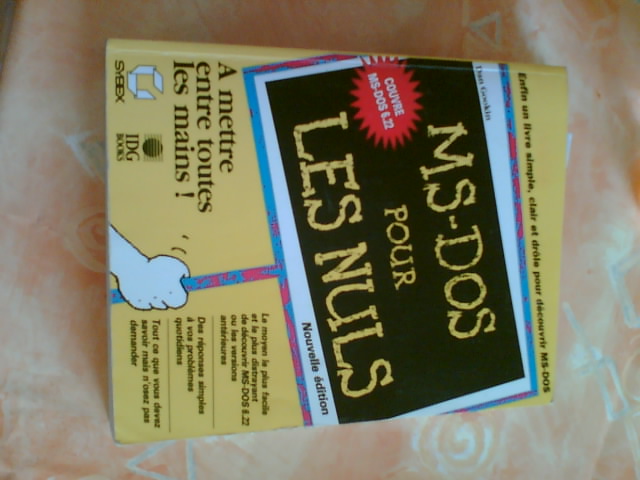 Enfin un livre simple, clair et drôle pour découvrir MS-DOS
Dan Gookin
MS-DOS
POUR
LES NULS
COUVRE
MS-DOS 6.22
Nouvelle édition
A mettre
entre toutes
les mains !
Le moyen le plus facile
et le plus distrayant
de découvrir MS-DOS 6.22
ou les versions
antérieures
Des réponses simples
à vos problèmes
quotidiens
Tout ce que vous devez
savoir mais n'osez pas
demander
SYBEX
IDG
BOOKS